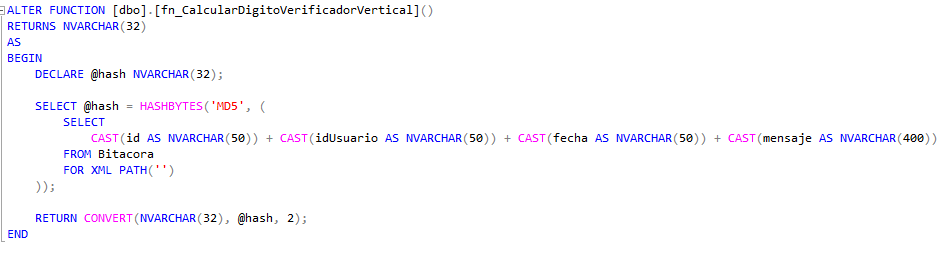 ALTER FUNCTION [dbo].[fn_CalcularDigitoVerificadorVertical]()
RETURNS NVARCHAR(32)
AS
BEGIN
DECLARE @hash NVARCHAR(32);
SELECT @hash = HASHBYTES('MD5', (
SELECT
CAST(id AS NVARCHAR(50)) + CAST(idUsuario AS NVARCHAR(50)) + CAST(fecha AS NVARCHAR(50)) + CAST(mensaje AS NVARCHAR(400))
FROM Bitacora
FOR XML PATH('')
));
RETURN CONVERT(NVARCHAR(32), @hash, 2);
END